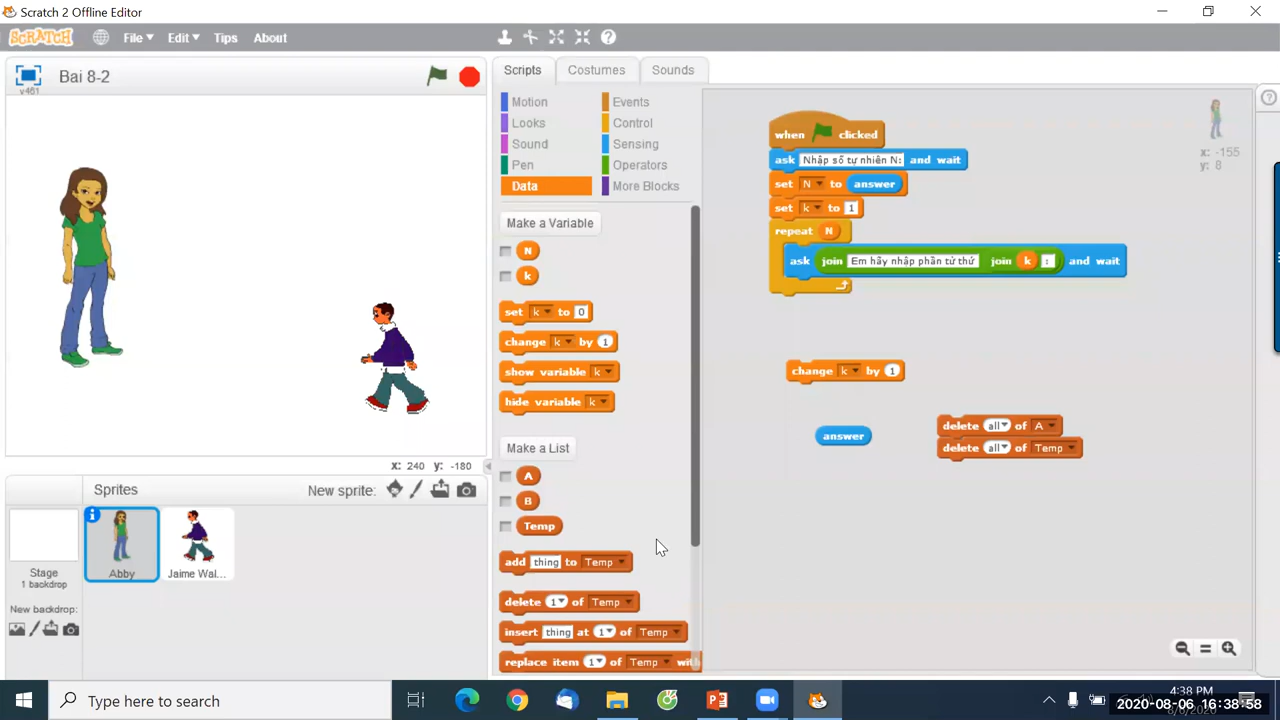 Scratch 2 Offline Editor
SCRATCH File Edit Tips About
Bai 8-2
v461
Scripts Costumes Sounds
Motion Events
Looks Control
Sound Sensing
Pen Operators
Data More Blocks
Make a Variable
N
k
set k to 0
change k by 1
show variable k
hide variable k
Make a List
A
B
Temp
add thing to Temp
delete 1 of Temp
insert thing at 1 of Temp
replace item 1 of Temp with
when clicked
ask Nhập số tự nhiên N: and wait
set N to answer
set k to 1
repeat N
ask join Em hãy nhập phần tử thứ join k : and wait
change k by 1
answer
delete all of A
delete all of Temp
x: -155
y: 8
x: 240 y: -180
Sprites New sprite:
Stage
1 backdrop
New backdrop:
Abby
Jaime Wal...
Type here to search
4:38 PM
2020-08-06 16:38:58